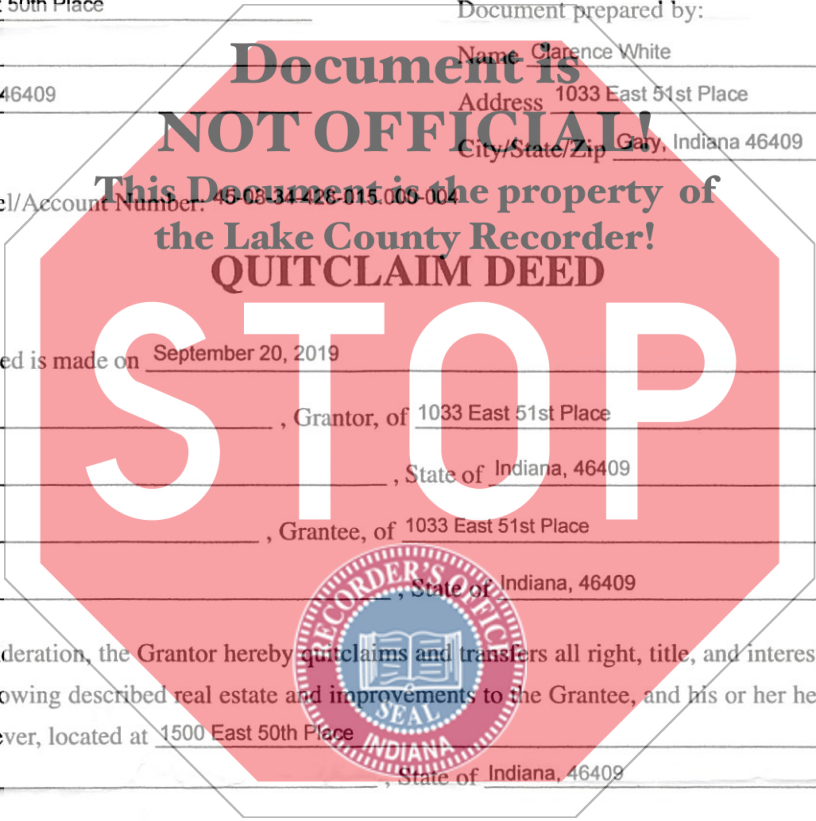 50th Place
Document prepared by:
Name Clarence White
Document is
46409
Address 1033 East 51st Place
NOT OFFICIAL!
City/State/Zip Gary, Indiana 46409
This Document is the property of
el/Account Number: 45-08-34-428-015.000-004
the Lake County Recorder!
QUITCLAIM DEED
ed is made on September 20, 2019
STOP
, Grantor, of 1033 East 51st Place
, State of Indiana, 46409
, Grantee, of 1033 East 51st Place
, State of Indiana, 46409
RECORDER'S OFFICE
SEAL
INDIANA
deration, the Grantor hereby quitclaims and transfers all right, title, and interes
owing described real estate and improvements to the Grantee, and his or her he
ver, located at 1500 East 50th Place
, State of Indiana, 46409